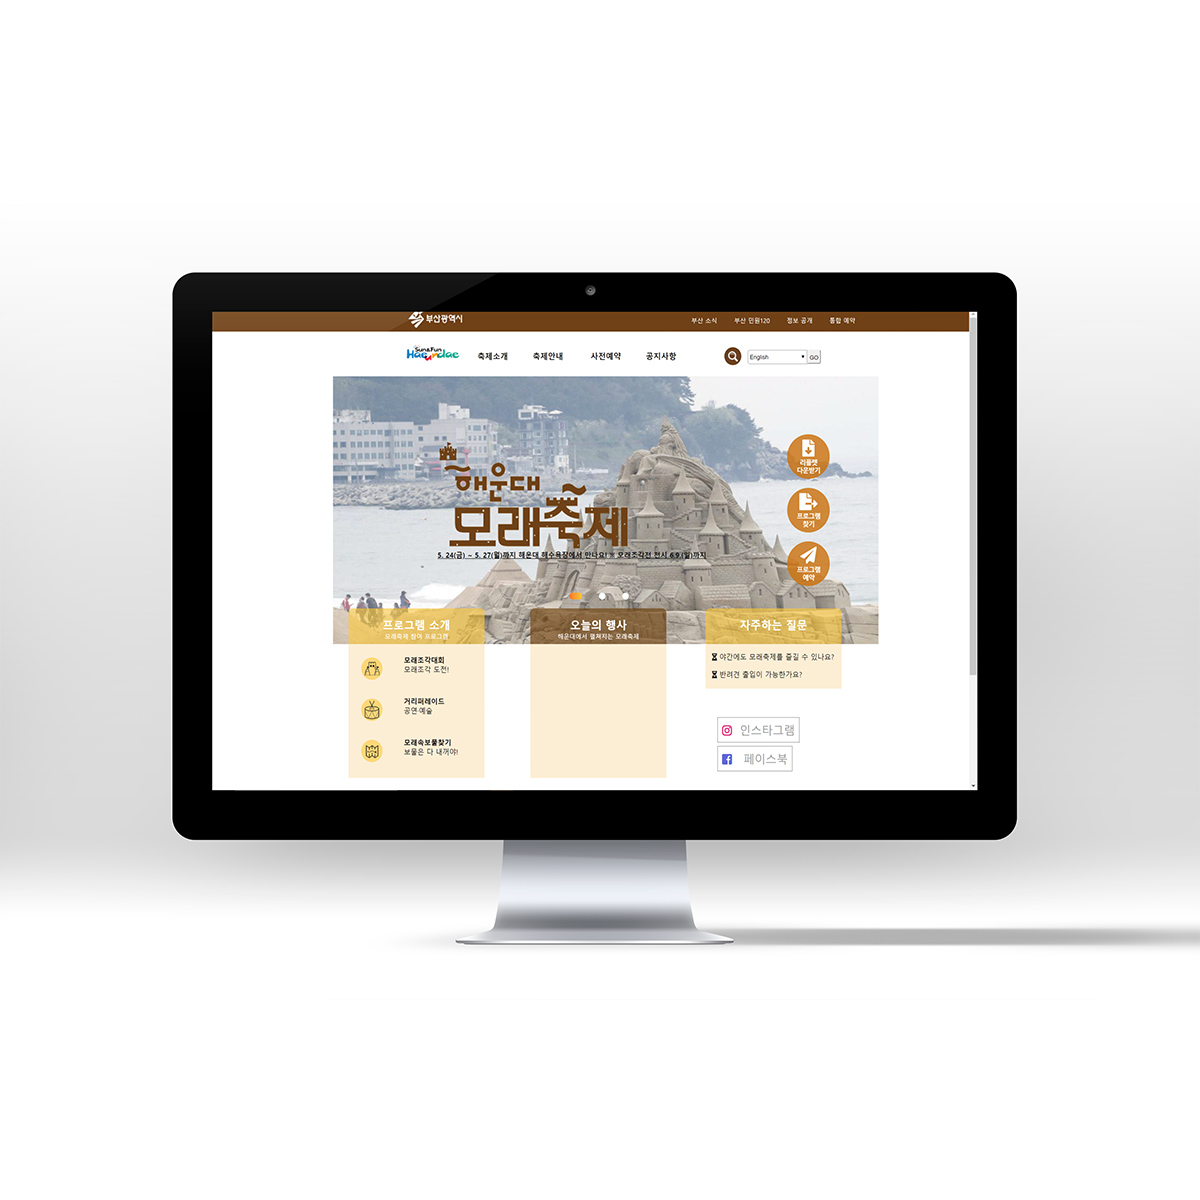 부산광역시
부산 소식 부산 민원120 정보 공개 통합 예약
Sun&Fun
Haeundae
축제소개 축제안내 사전예약 공지사항
English GO
해운대
모래축제
5. 24(금) ~ 5. 27(월)까지 해운대 해수욕장에서 만나요! ※ 모래조각전 전시 6.9.(일)까지
리플렛
다운받기
프로그램
찾기
프로그램
예약
프로그램 소개
모래축제 참여 프로그램
모래조각대회
모래조각 도전!
거리퍼레이드
공연·예술
모래속보물찾기
보물은 다 내꺼야!
오늘의 행사
해운대에서 펼쳐지는 모래축제
자주하는 질문
야간에도 모래축제를 즐길 수 있나요?
반려견 출입이 가능한가요?
인스타그램
페이스북